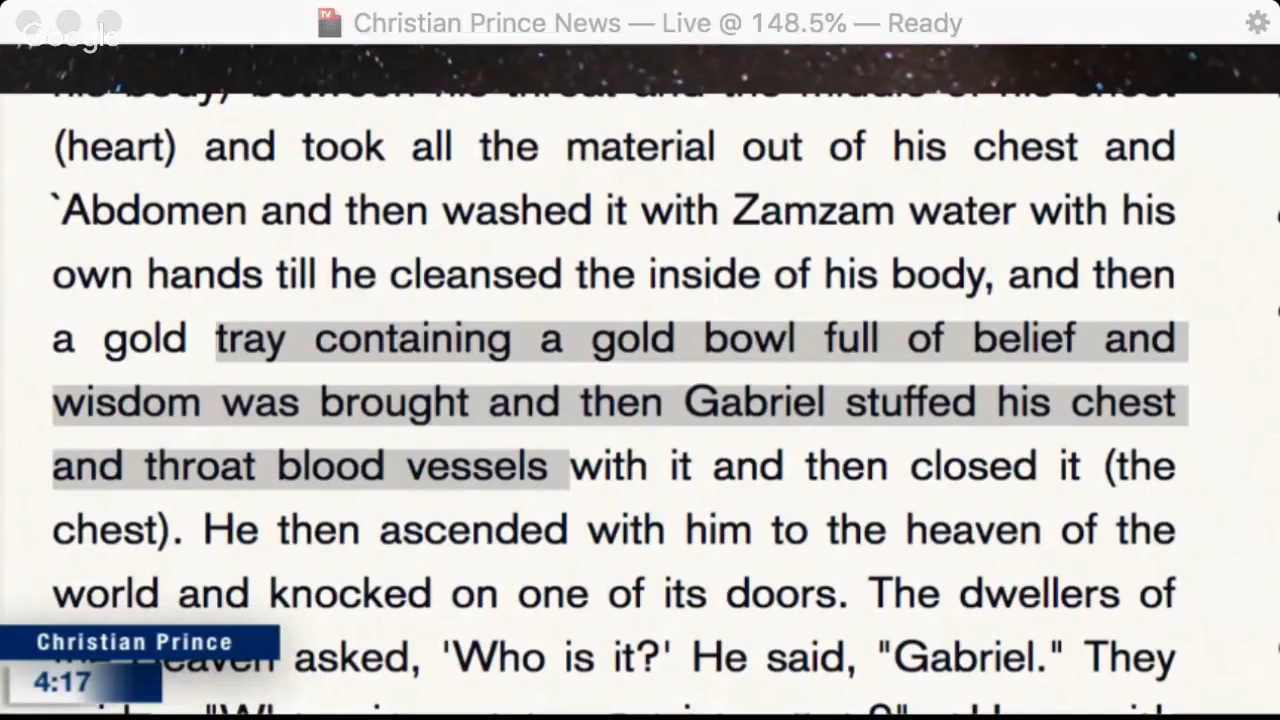 Christian Prince News — Live @ 148.5% — Ready
Google
TV
(heart) and took all the material out of his chest and
`Abdomen and then washed it with Zamzam water with his
own hands till he cleansed the inside of his body, and then
a gold tray containing a gold bowl full of belief and
wisdom was brought and then Gabriel stuffed his chest
and throat blood vessels with it and then closed it (the
chest). He then ascended with him to the heaven of the
world and knocked on one of its doors. The dwellers of
asked, 'Who is it?' He said, "Gabriel." They
Christian Prince
4:17